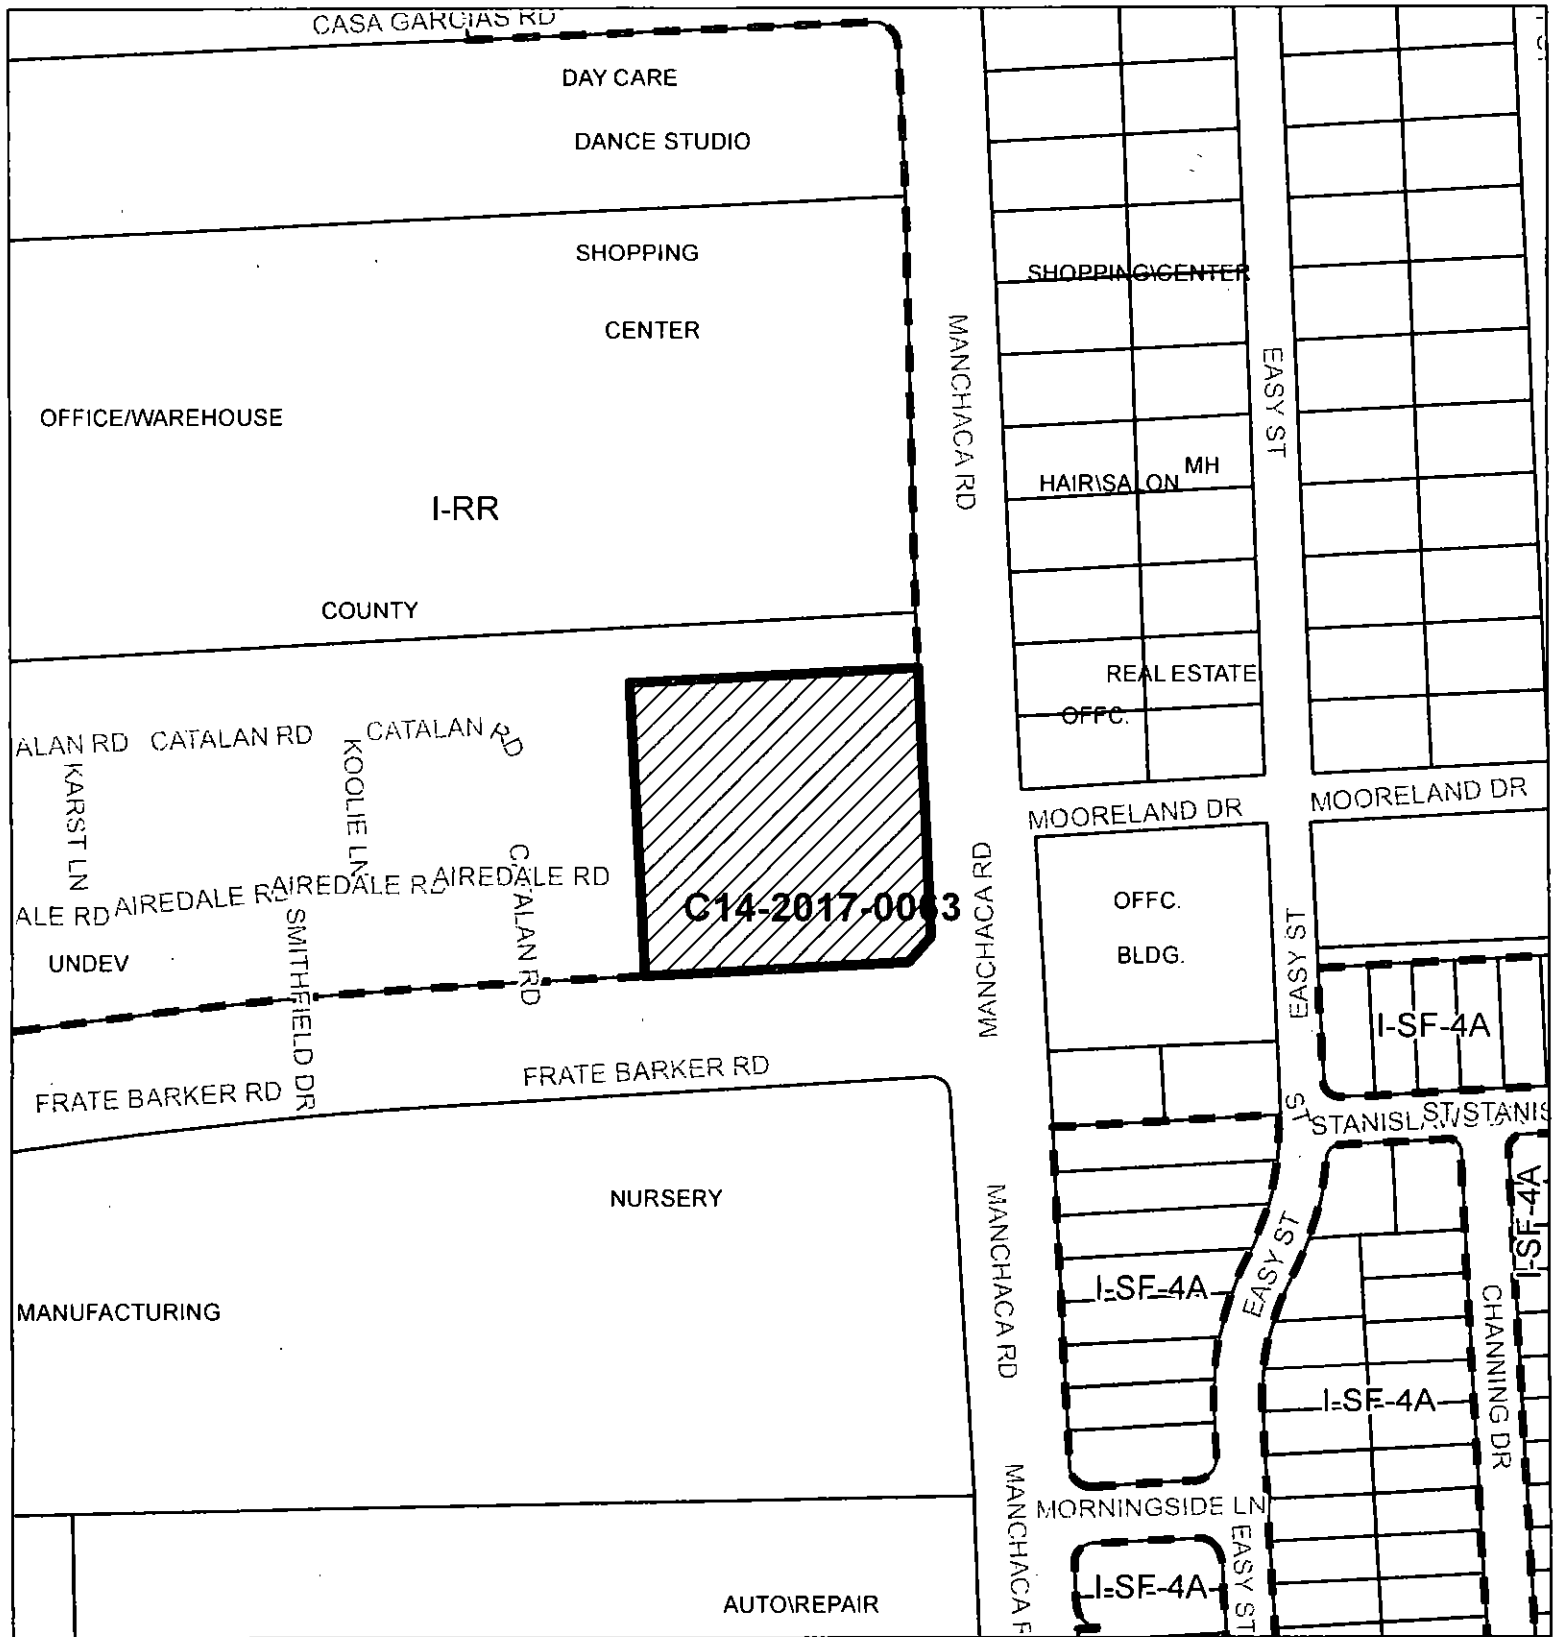 CASA GARCIAS RD
DAY CARE
DANCE STUDIO
SHOPPING
CENTER
SHOPPING\CENTER
MANCHACA RD
EASY ST
OFFICE/WAREHOUSE
MH
HAIR\SALON
I-RR
COUNTY
REAL ESTATE
OFFC.
ALAN RD
CATALAN RD
CATALAN RD
KARST LN
KOOLIE LN
MOORELAND DR
MOORELAND DR
MANCHACA RD
AIREDALE RD
AIREDALE RD
AIREDALE RD
ALE RD
CATALAN RD
C14-2017-0063
OFFC.
BLDG.
EASY ST
UNDEV
SMITHFIELD DR
I-SF-4A
FRATE BARKER RD
FRATE BARKER RD
ST
STANISLAWS
ST
STANIS
NURSERY
MANUFACTURING
MANCHACA RD
EASY ST
I-SF-4A
I-SF-4A
I-SF-4A
CHANNING DR
MANCHACA R
MORNINGSIDE LN
EASY ST
I-SF-4A
AUTO\REPAIR